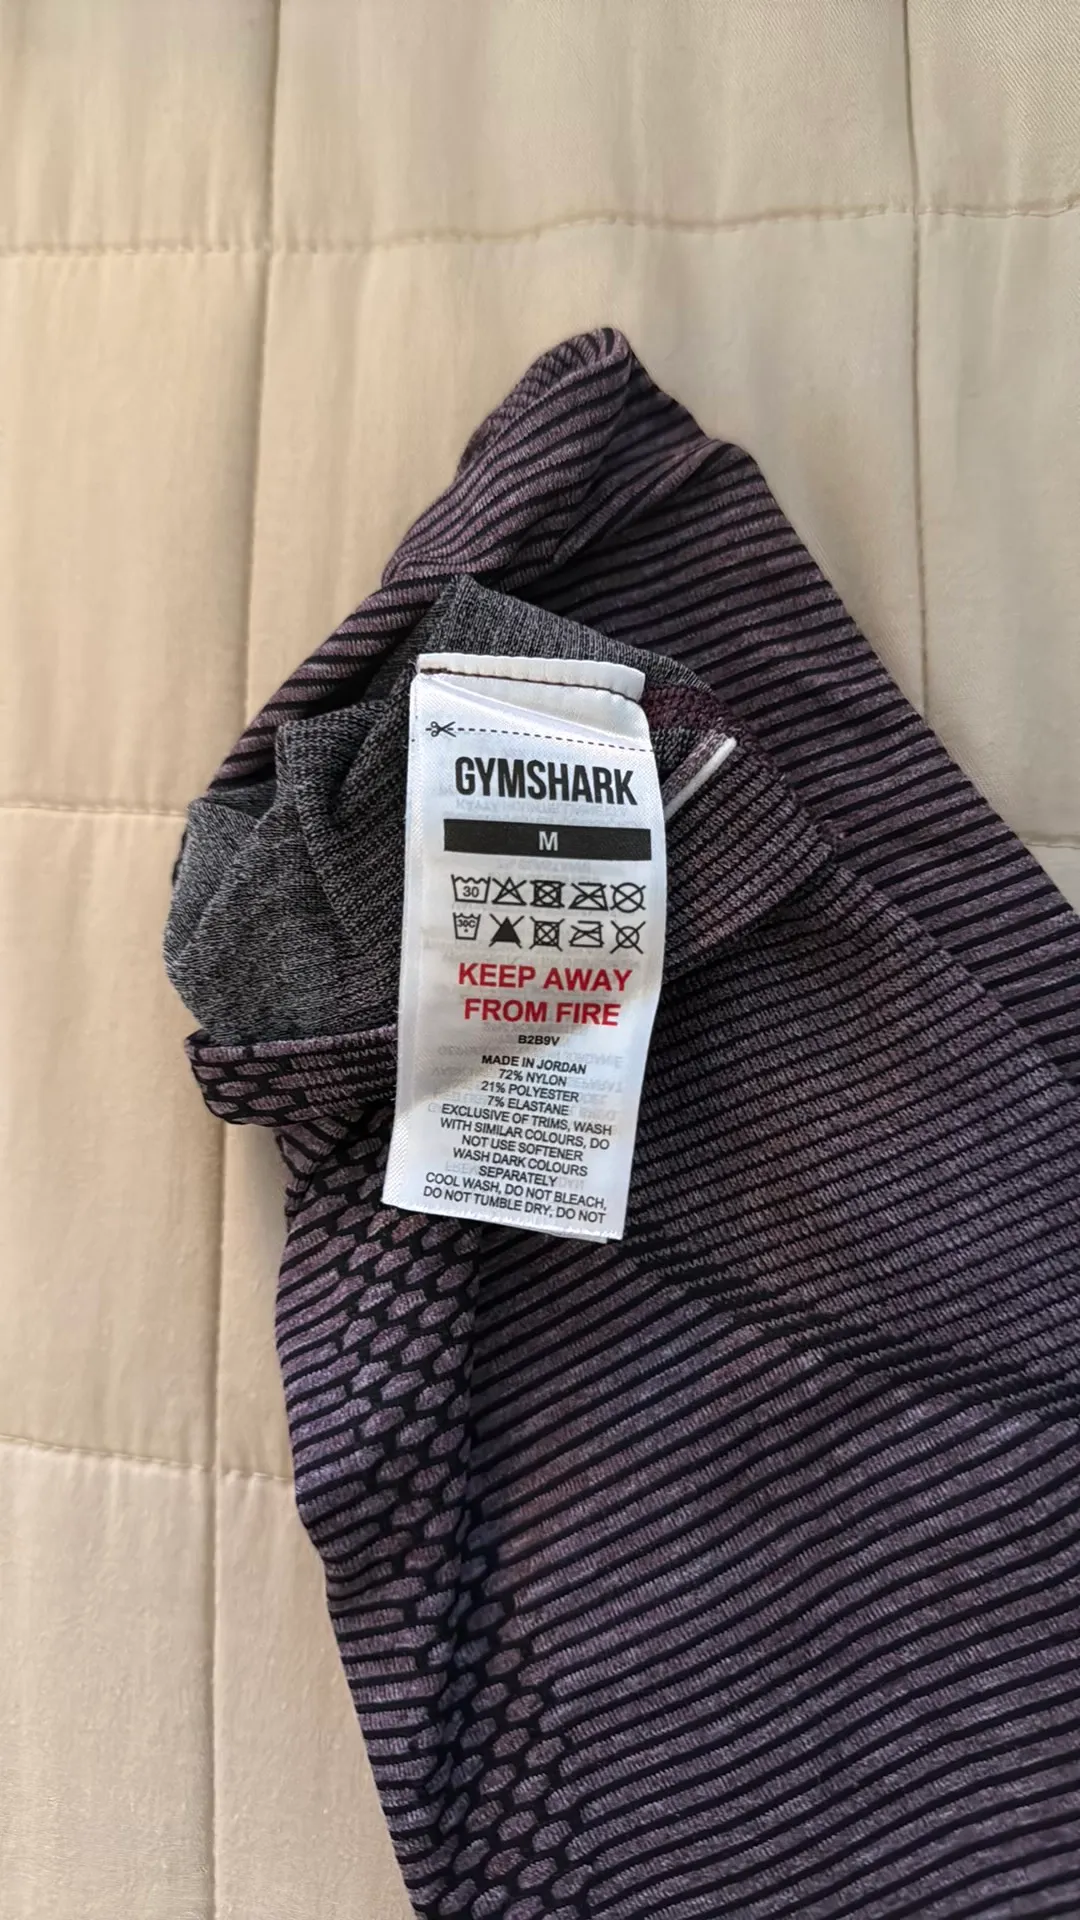 GYMSHARK
M
30
30C
KEEP AWAY
FROM FIRE
B2B9V
MADE IN JORDAN
72% NYLON
21% POLYESTER
7% ELASTANE
EXCLUSIVE OF TRIMS, WASH
WITH SIMILAR COLOURS, DO
NOT USE SOFTENER
WASH DARK COLOURS
SEPARATELY
COOL WASH, DO NOT BLEACH,
DO NOT TUMBLE DRY, DO NOT